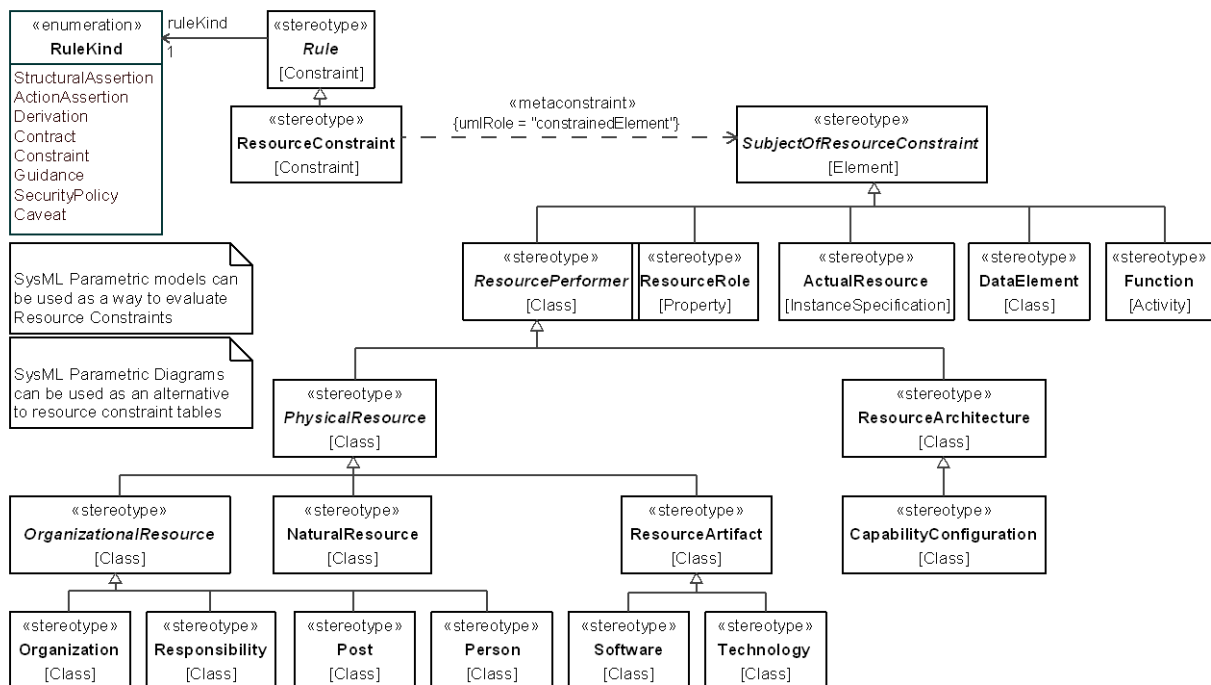 «enumeration»
RuleKind
StructuralAssertion
ActionAssertion
Derivation
Contract
Constraint
Guidance
SecurityPolicy
Caveat
ruleKind
1
«stereotype»
Rule
[Constraint]
«stereotype»
ResourceConstraint
[Constraint]
«metaconstraint»
{umlRole = "constrainedElement"}
«stereotype»
SubjectOfResourceConstraint
[Element]
SysML Parametric models can
be used as a way to evaluate
Resource Constraints
SysML Parametric Diagrams
can be used as an alternative
to resource constraint tables
«stereotype»
ResourcePerformer
[Class]
«stereotype»
ResourceRole
[Property]
«stereotype»
ActualResource
[InstanceSpecification]
«stereotype»
DataElement
[Class]
«stereotype»
Function
[Activity]
«stereotype»
PhysicalResource
[Class]
«stereotype»
ResourceArchitecture
[Class]
«stereotype»
OrganizationalResource
[Class]
«stereotype»
NaturalResource
[Class]
«stereotype»
ResourceArtifact
[Class]
«stereotype»
CapabilityConfiguration
[Class]
«stereotype»
Organization
[Class]
«stereotype»
Responsibility
[Class]
«stereotype»
Post
[Class]
«stereotype»
Person
[Class]
«stereotype»
Software
[Class]
«stereotype»
Technology
[Class]